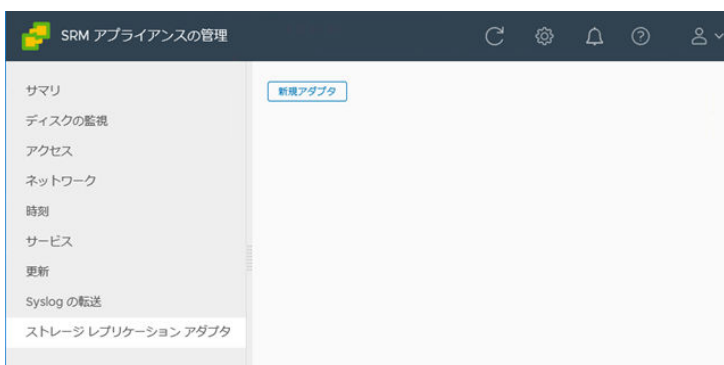 SRM アプライアンスの管理
サマリ
新規アダプタ
ディスクの監視
アクセス
ネットワーク
時刻
サービス
更新
Syslog の転送
ストレージ レプリケーション アダプタ